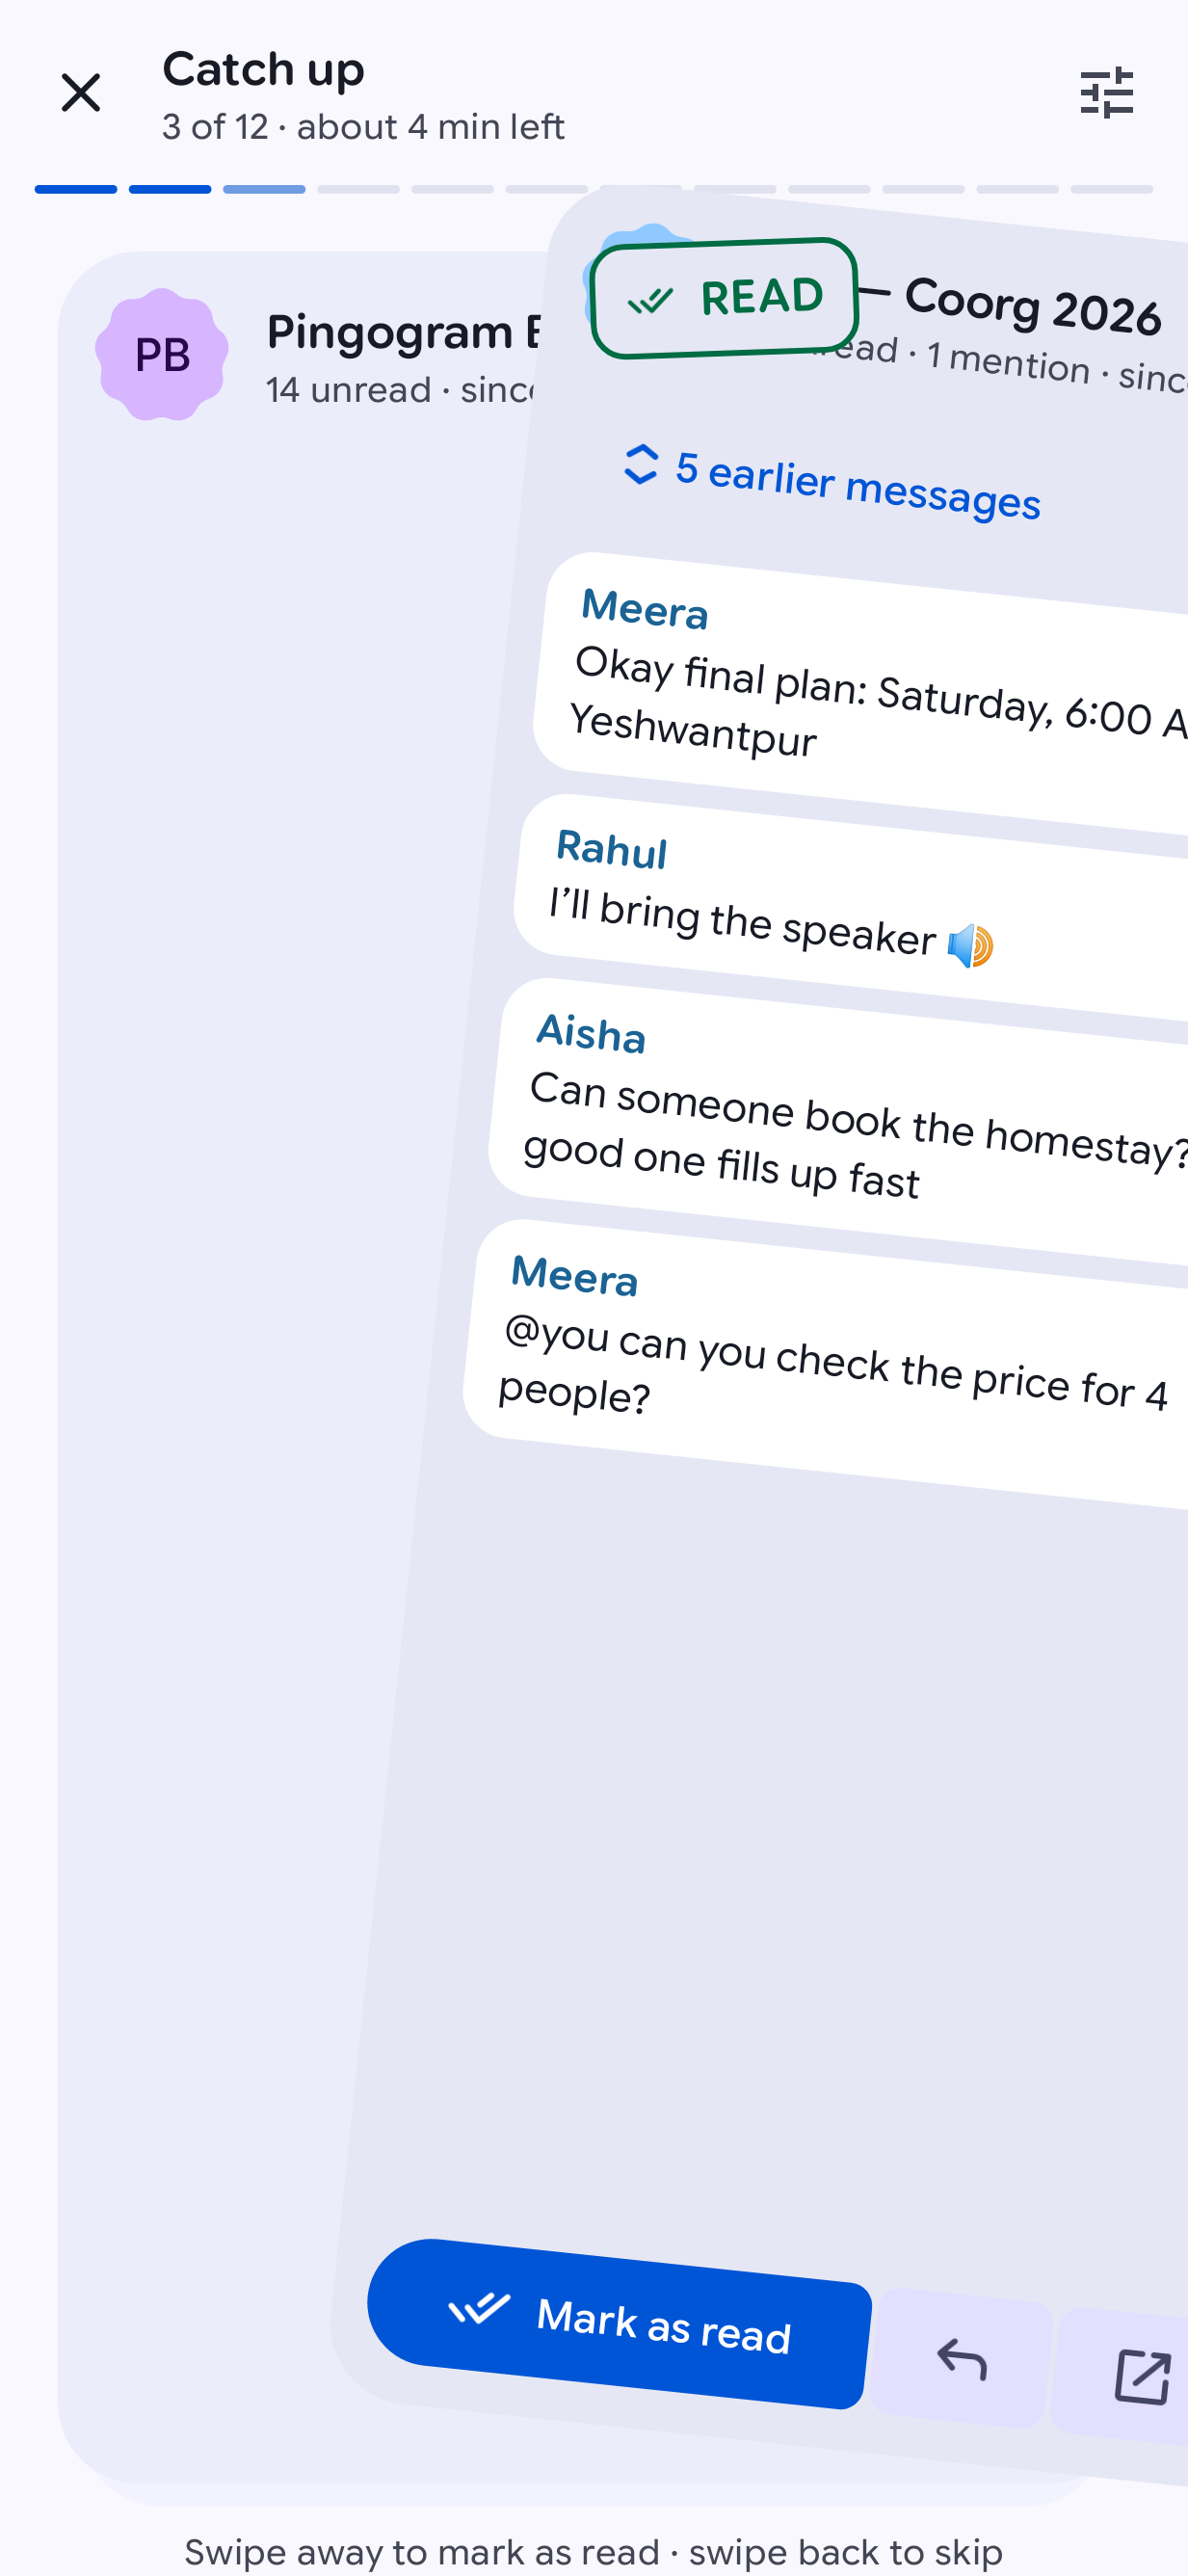 Catch up
3 of 12 · about 4 min left
PB
Pingogram
14 unread · since
READ
— Coorg 2026
· 1 mention ·
5 earlier messages
Meera
Okay final plan: Saturday, 6:00
Yeshwantpur
Rahul
I’ll bring the speaker 🔊
Aisha
Can someone book the homestay?
good one fills up fast
Meera
@you can you check the price for 4
people?
Mark as read
Swipe away to mark as read · swipe back to skip